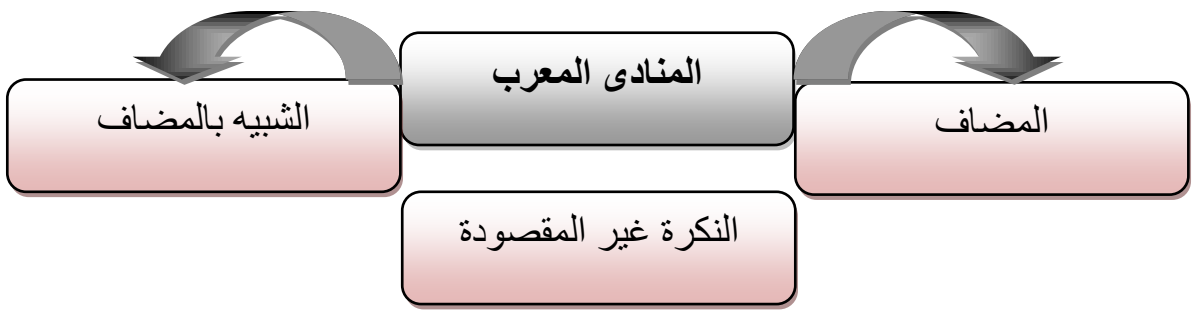 المنادى المعرب
المضاف
الشبيه بالمضاف
النكرة غير المقصودة